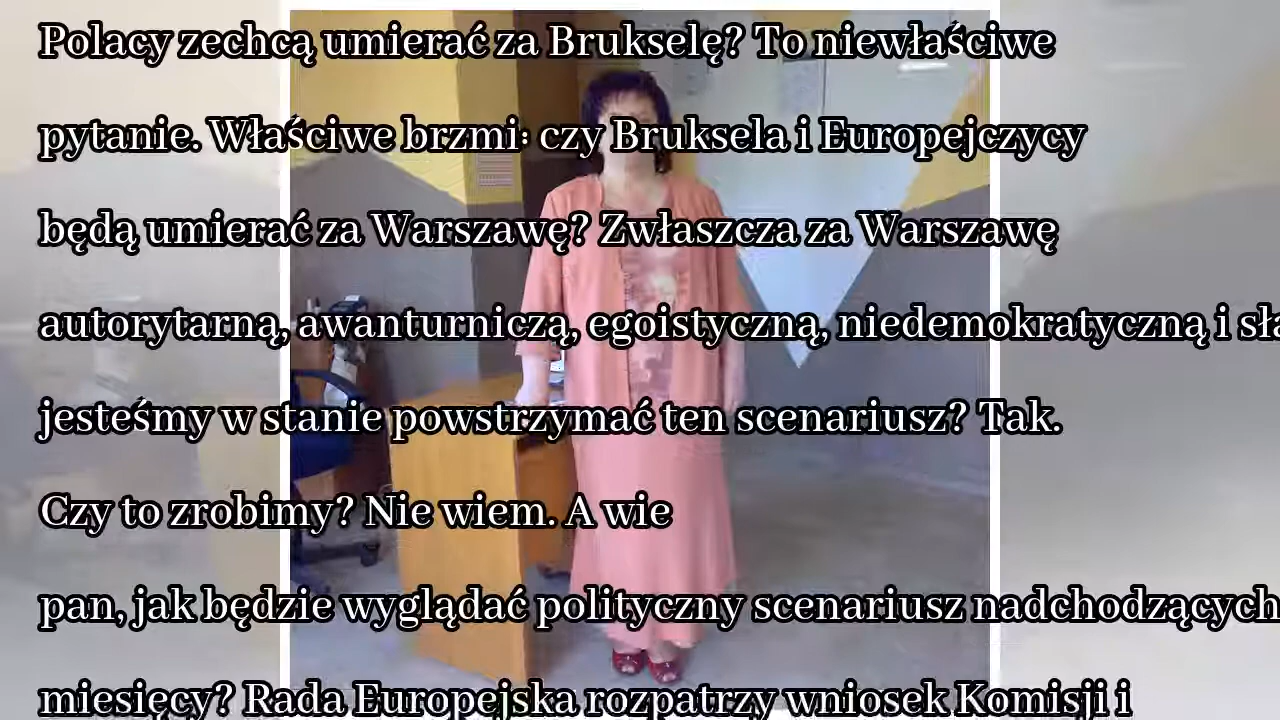 Polacy zechcą umierać za Brukselę? To niewłaściwe
pytanie. Właściwe brzmi: czy Bruksela i Europejczycy
będą umierać za Warszawę? Zwłaszcza za Warszawę
autorytarną, awanturniczą, egoistyczną, niedemokratyczną i
jesteśmy w stanie powstrzymać ten scenariusz? Tak.
Czy to zrobimy? Nie wiem. A wie
pan, jak będzie wyglądać polityczny scenariusz nadchodzących
miesięcy? Rada Europejska rozpatrzy wniosek Komisji i